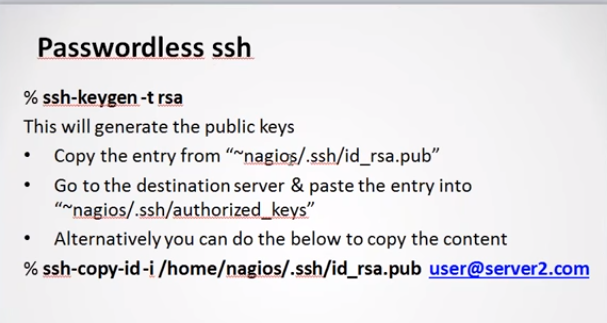 Passwordless ssh
% ssh-keygen -t rsa
This will generate the public keys
• Copy the entry from “~nagios/.ssh/id_rsa.pub”
• Go to the destination server & paste the entry into
“~nagios/.ssh/authorized_keys”
• Alternatively you can do the below to copy the content
% ssh-copy-id -i /home/nagios/.ssh/id_rsa.pub user@server2.com